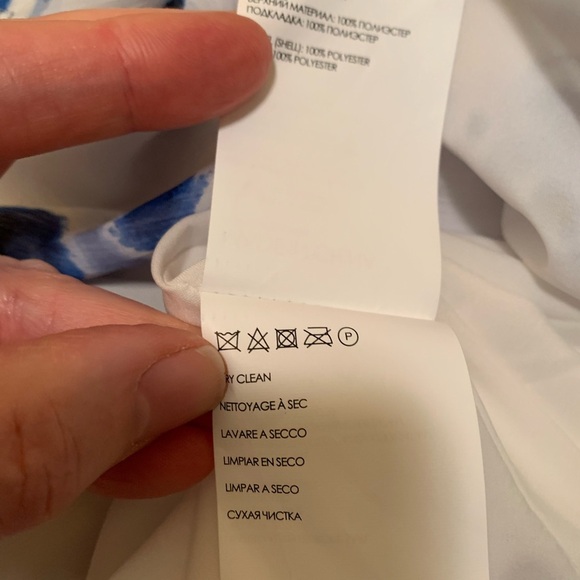 ВЕРХНИЙ МАТЕРИАЛ: 100% ПОЛИЭСТЕР
ПОДКЛАДКА: 100% ПОЛИЭСТЕР
(SHELL): 100% POLYESTER
100% POLYESTER
P
RY CLEAN
NETTOYAGE À SEC
LAVARE A SECCO
LIMPIAR EN SECO
LIMPAR A SECO
СУХАЯ ЧИСТКА